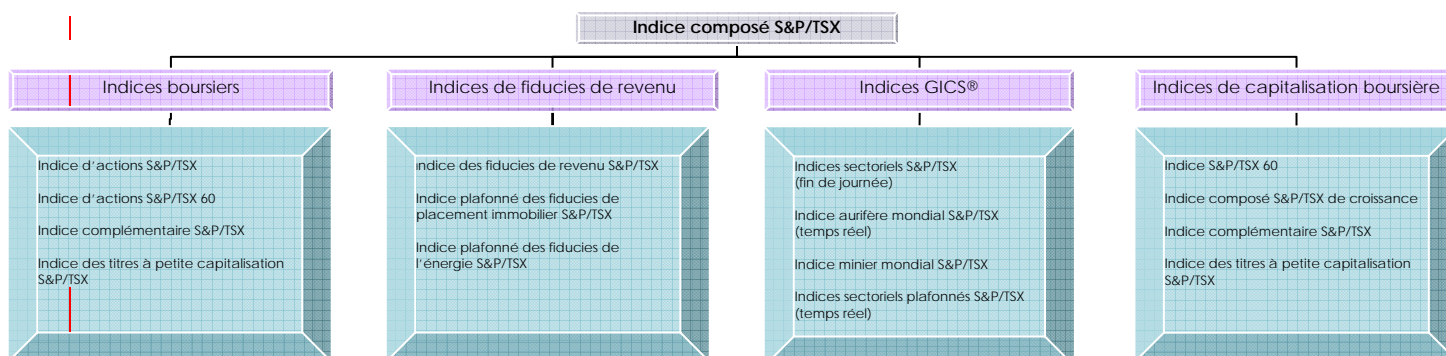 Indice composé S&P/TSX
Indices boursiers
Indices de fiducies de revenu
Indices GICS®
Indices de capitalisation boursière
Indice d'actions S&P/TSX
Indice d'actions S&P/TSX 60
Indice complémentaire S&P/TSX
Indice des titres à petite capitalisation
S&P/TSX
Indice des fiducies de revenu S&P/TSX
Indice plafonné des fiducies de
placement immobilier S&P/TSX
Indice plafonné des fiducies de
l'énergie S&P/TSX
Indices sectoriels S&P/TSX
(fin de journée)
Indice aurifère mondial S&P/TSX
(temps réel)
Indice minier mondial S&P/TSX
Indices sectoriels plafonnés S&P/TSX
(temps réel)
Indice S&P/TSX 60
Indice composé S&P/TSX de croissance
Indice complémentaire S&P/TSX
Indice des titres à petite capitalisation
S&P/TSX